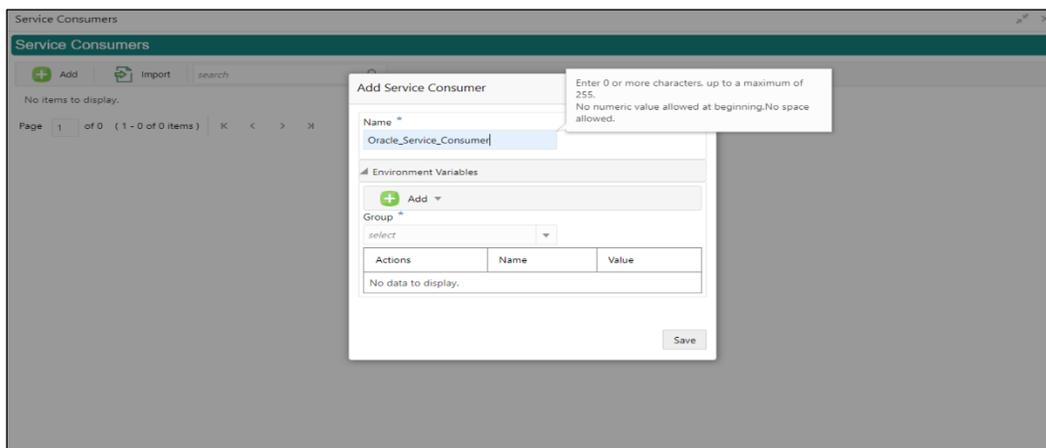 Service Consumers
Service Consumers
Add Import search
No items to display.
Page 1 of 0 (1 - 0 of 0 items) K < > >|
Add Service Consumer
Enter 0 or more characters. up to a maximum of
255.
No numeric value allowed at beginning.No space
allowed.
Name *
Oracle_Service_Consumer
Environment Variables
Add
Group *
select
Actions Name Value
No data to display.
Save